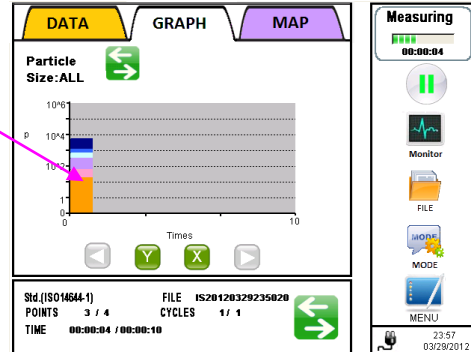 DATA
GRAPH
MAP
Particle
Size:ALL
10^6
p
10^4
10^2
1
0
0
10
Times
Y
X
Std.(ISO14644-1)
FILE IS20120329235020
POINTS 3 / 4
CYCLES 1 / 1
TIME 00:00:04 / 00:00:10
Measuring
00:00:04
Monitor
FILE
MODE
MODE
MENU
23:57
03/29/2012